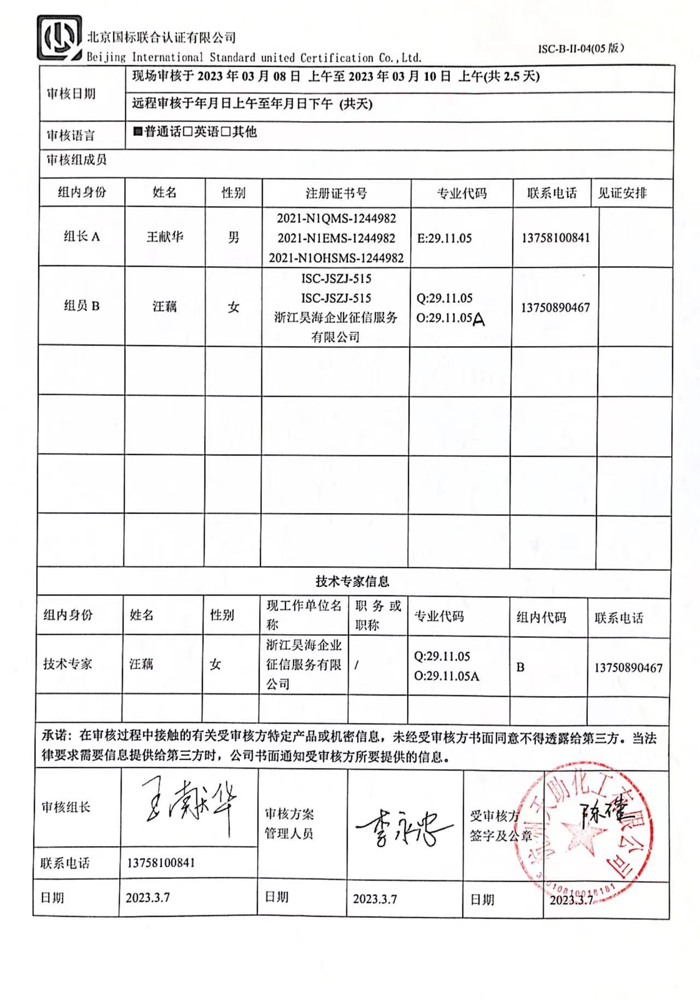 北京国标联合认证有限公司
Beijing International Standard united Certification Co.,Ltd.
ISC-B-II-04(05 版)
审核日期
现场审核于 2023 年 03 月 08 日 上午至 2023 年 03 月 10 日 上午(共 2.5 天)
远程审核于年月日上午至年月日下午 (共天)
审核语言
■普通话□英语□其他
审核组成员
组内身份 姓名 性别 注册证书号 专业代码 联系电话 见证安排
2021-N1QMS-1244982
组长 A 王献华 男 2021-N1EMS-1244982 E:29.11.05 13758100841
2021-N1OHSMS-1244982
ISC-JSZJ-515
ISC-JSZJ-515 Q:29.11.05
组员 B 汪藕 女 浙江昊海企业征信服务 O:29.11.05A 13750890467
有限公司
技术专家信息
组内身份 姓名 性别 现工作单位名 职务或 专业代码 组内代码 联系电话
称 职称
浙江昊海企业 Q:29.11.05
技术专家 汪藕 女 征信服务有限 / O:29.11.05A B 13750890467
公司
承诺：在审核过程中接触的有关受审核方特定产品或机密信息，未经受审核方书面同意不得透露给第三方。当法
律要求需要信息提供给第三方时，公司书面通知受审核方所要提供的信息。
审核组长 王献华
审核方案
管理人员
李永忠
受审核方
签字及公章
杭州天助化工有限公司
33010810018181
联系电话 13758100841
日期 2023.3.7 日期 2023.3.7 日期 2023.3.7